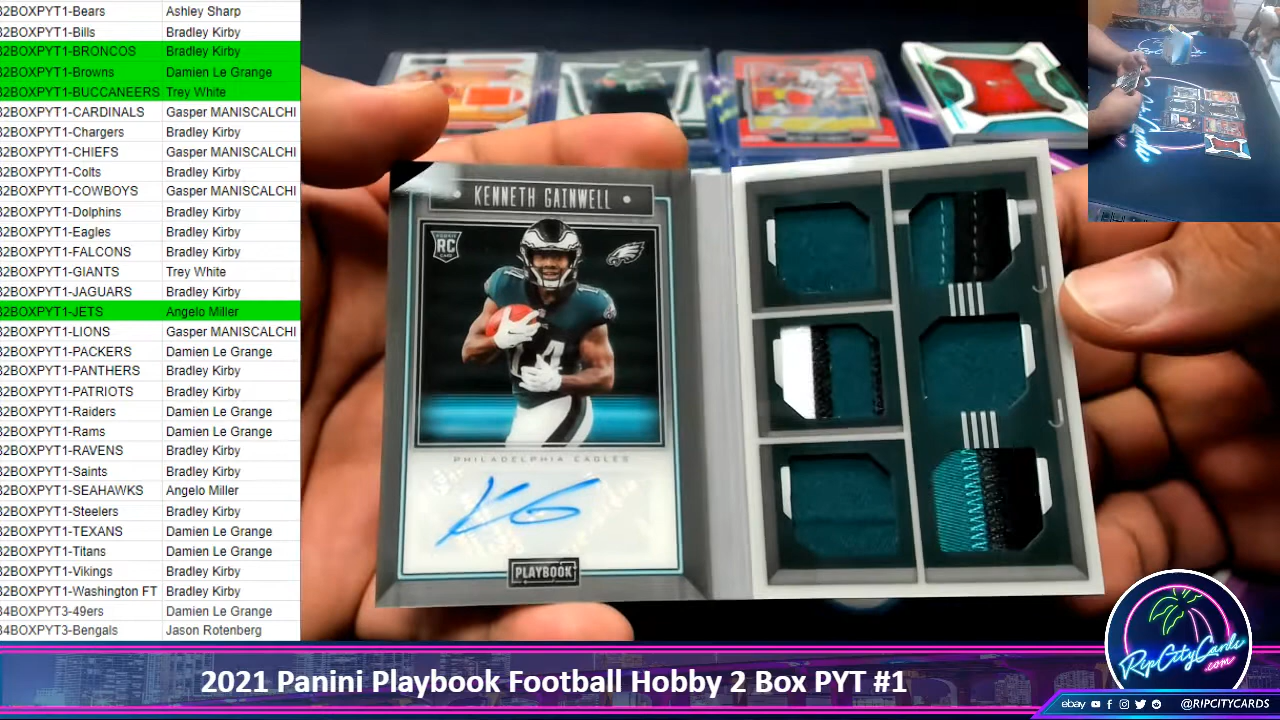 32BOXPYT1-Bears Ashley Sharp
32BOXPYT1-Bills Bradley Kirby
32BOXPYT1-BRONCOS Bradley Kirby
32BOXPYT1-Browns Damien Le Grange
32BOXPYT1-BUCCANEERS Trey White
32BOXPYT1-CARDINALS Gasper MANISCALCHI
32BOXPYT1-Chargers Bradley Kirby
32BOXPYT1-CHIEFS Gasper MANISCALCHI
32BOXPYT1-Colts Bradley Kirby
32BOXPYT1-COWBOYS Gasper MANISCALCHI
32BOXPYT1-Dolphins Bradley Kirby
32BOXPYT1-Eagles Bradley Kirby
32BOXPYT1-FALCONS Bradley Kirby
32BOXPYT1-GIANTS Trey White
32BOXPYT1-JAGUARS Bradley Kirby
32BOXPYT1-JETS Angelo Miller
32BOXPYT1-LIONS Gasper MANISCALCHI
32BOXPYT1-PACKERS Damien Le Grange
32BOXPYT1-PANTHERS Bradley Kirby
32BOXPYT1-PATRIOTS Bradley Kirby
32BOXPYT1-Raiders Damien Le Grange
32BOXPYT1-Rams Damien Le Grange
32BOXPYT1-RAVENS Bradley Kirby
32BOXPYT1-Saints Bradley Kirby
32BOXPYT1-SEAHAWKS Angelo Miller
32BOXPYT1-Steelers Bradley Kirby
32BOXPYT1-TEXANS Damien Le Grange
32BOXPYT1-Titans Damien Le Grange
32BOXPYT1-Vikings Bradley Kirby
32BOXPYT1-Washington FT Bradley Kirby
34BOXPYT3-49ers Damien Le Grange
34BOXPYT3-Bengals Jason Rotenberg
KENNETH GAINWELL
RC
PHILADELPHIA EAGLES
KG
PLAYBOOK
RipCityCards
.com
2021 Panini Playbook Football Hobby 2 Box PYT #1
ebay @RIPCITYCARDS